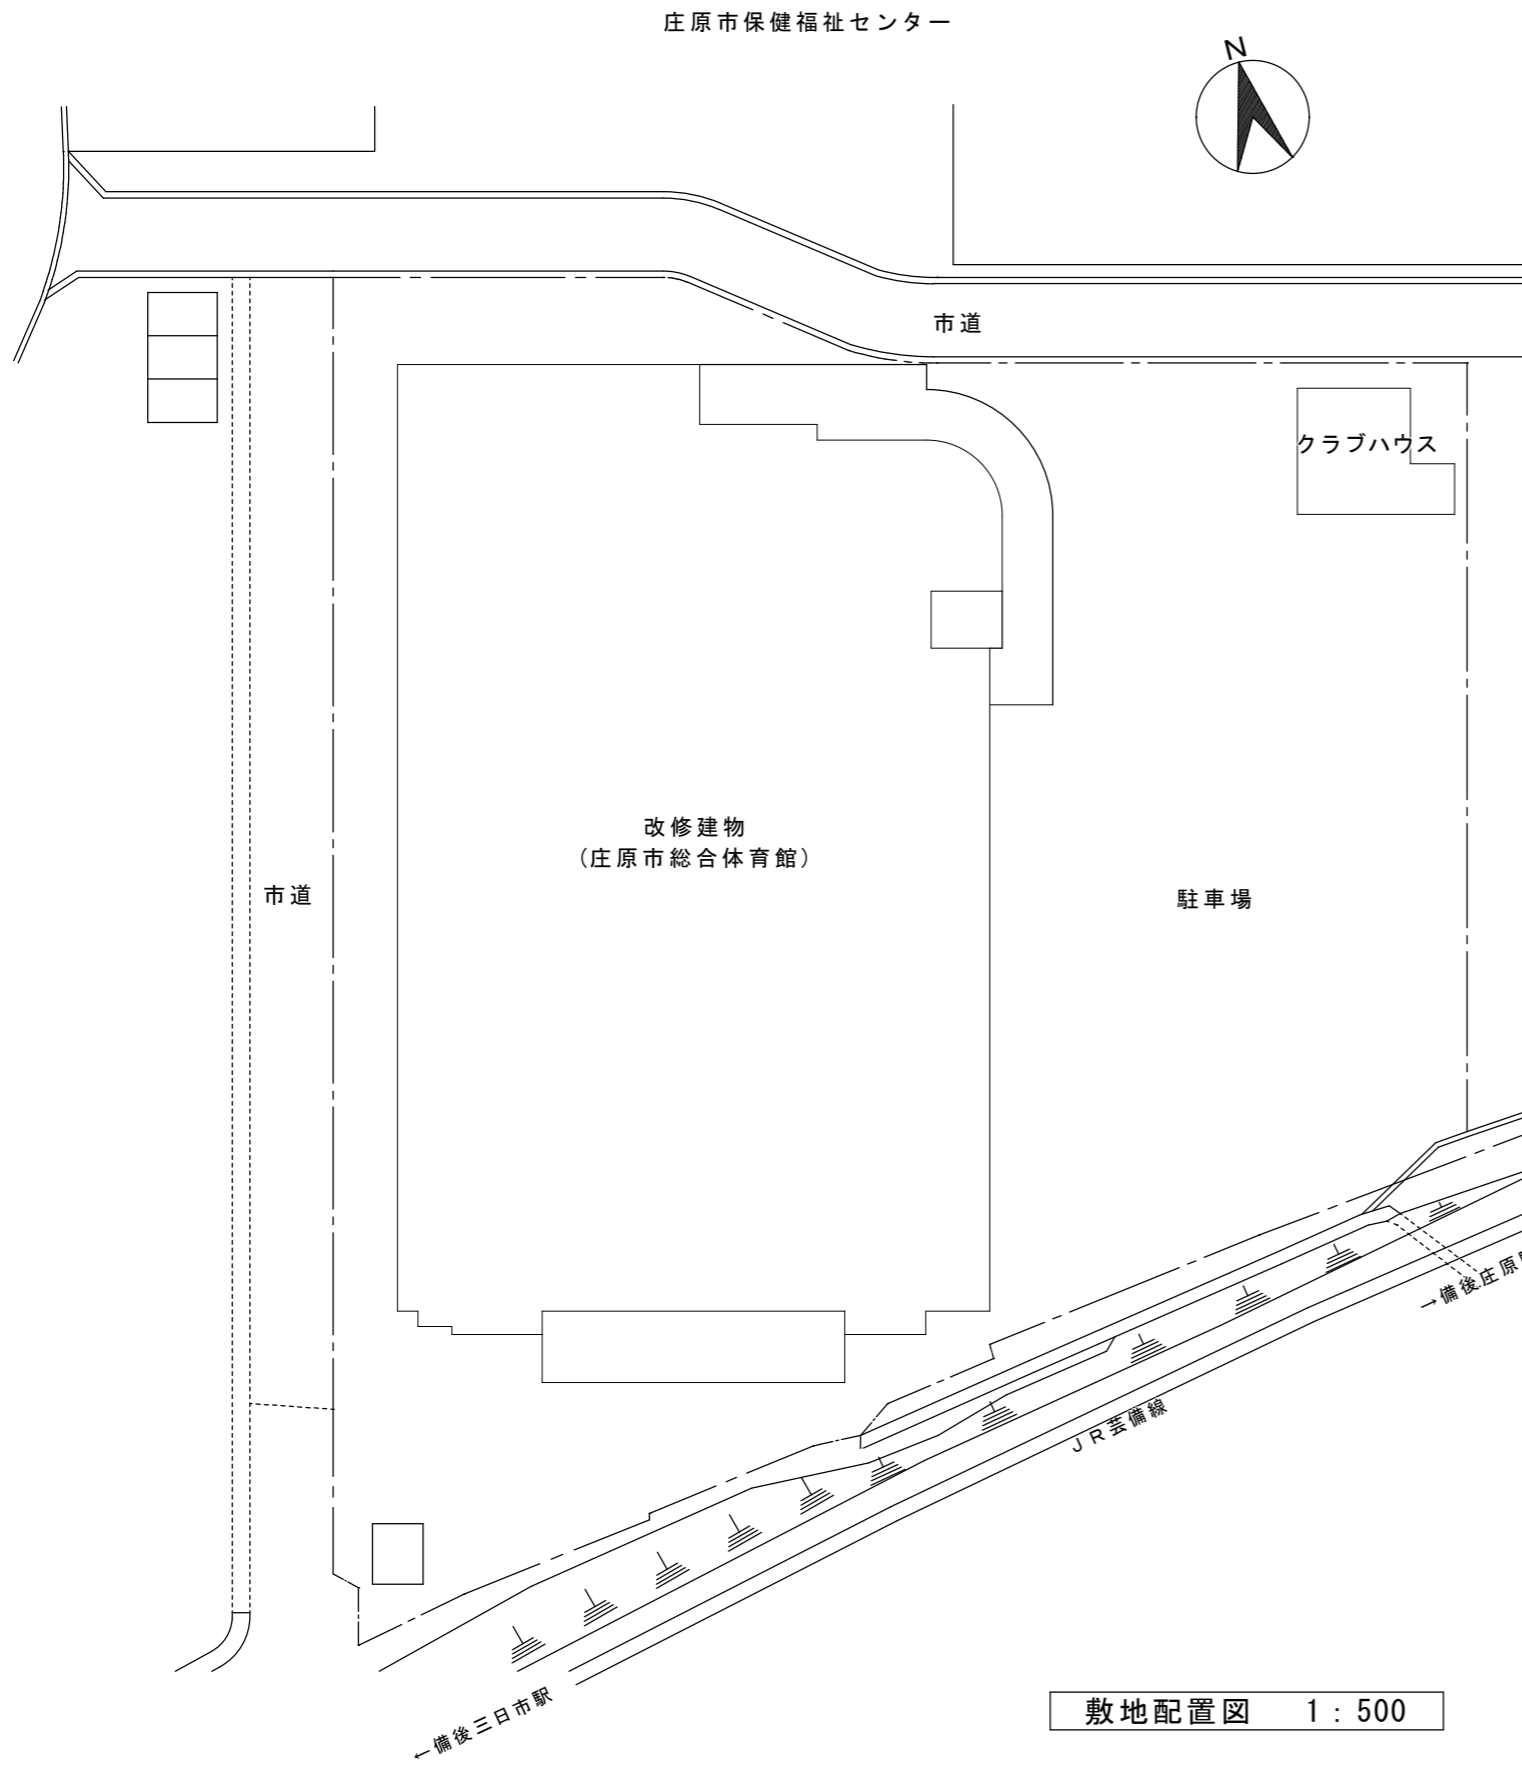 庄原市保健福祉センター
N
市道
クラブハウス
改修建物
(庄原市総合体育館)
市道
駐車場
→備後庄原
JR芸備線
←備後三日市駅
敷地配置図 1:500